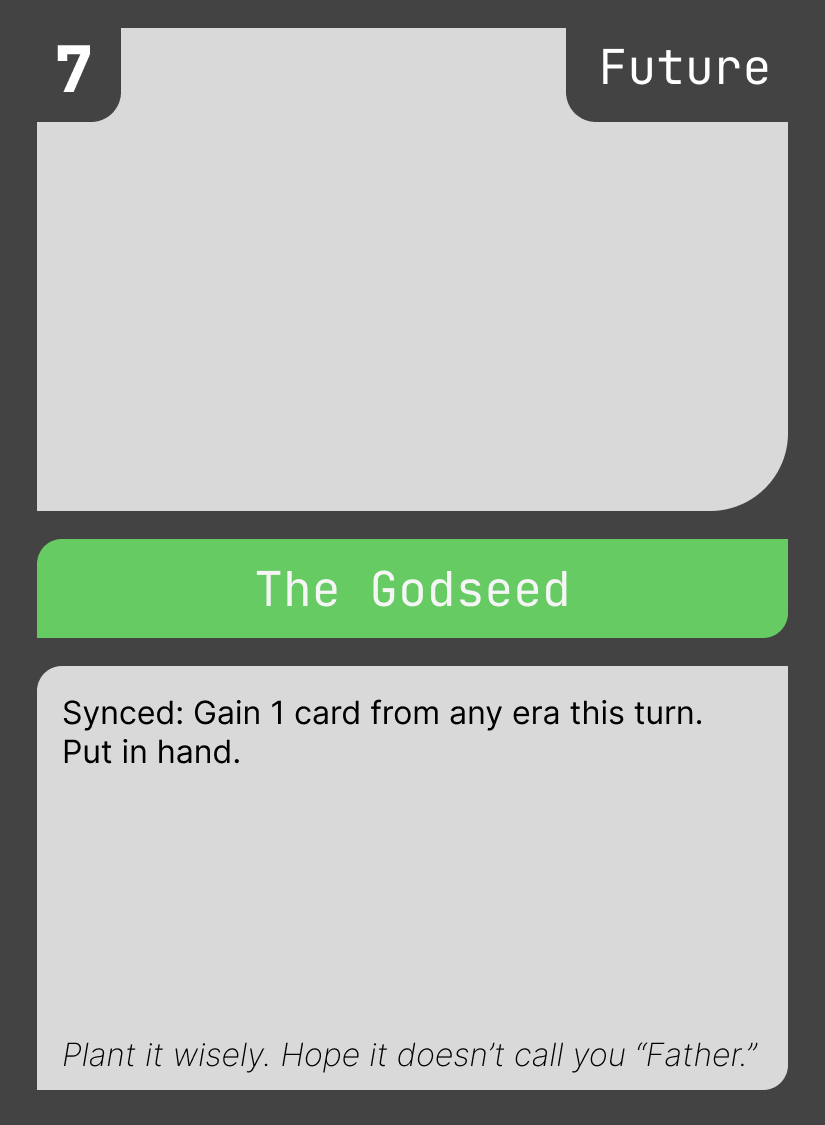 7
Future
The Godseed
Synced: Gain 1 card from any era this turn.
Put in hand.
Plant it wisely. Hope it doesn’t call you “Father.”